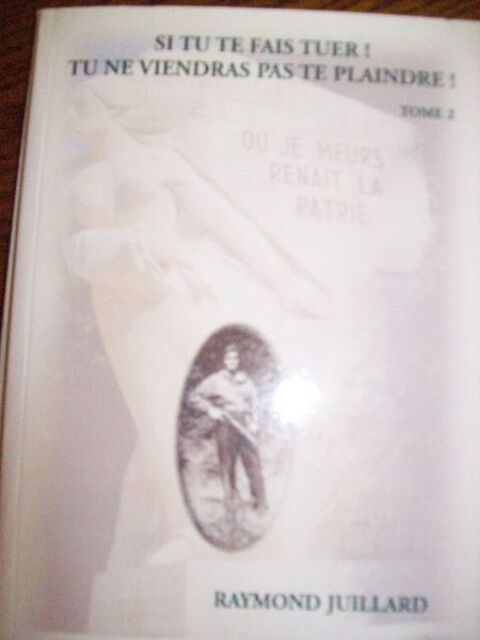 SI TU TE FAIS TUER !
TU NE VIENDRAS PAS TE PLAINDRE !
TOME 2
OU JE MEURS
RENAIT LA
PATRIE
RAYMOND JUILLARD